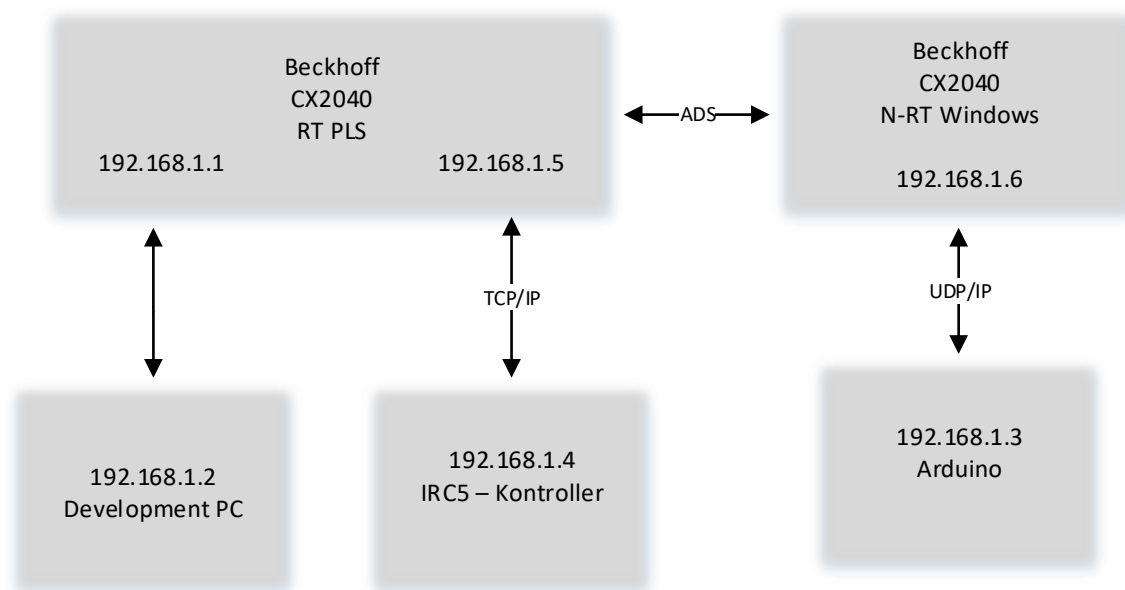 Beckhoff
CX2040
RT PLS
192.168.1.1
192.168.1.5
ADS
Beckhoff
CX2040
N-RT Windows
192.168.1.6
TCP/IP
UDP/IP
192.168.1.2
Development PC
192.168.1.4
IRC5 – Kontroller
192.168.1.3
Arduino